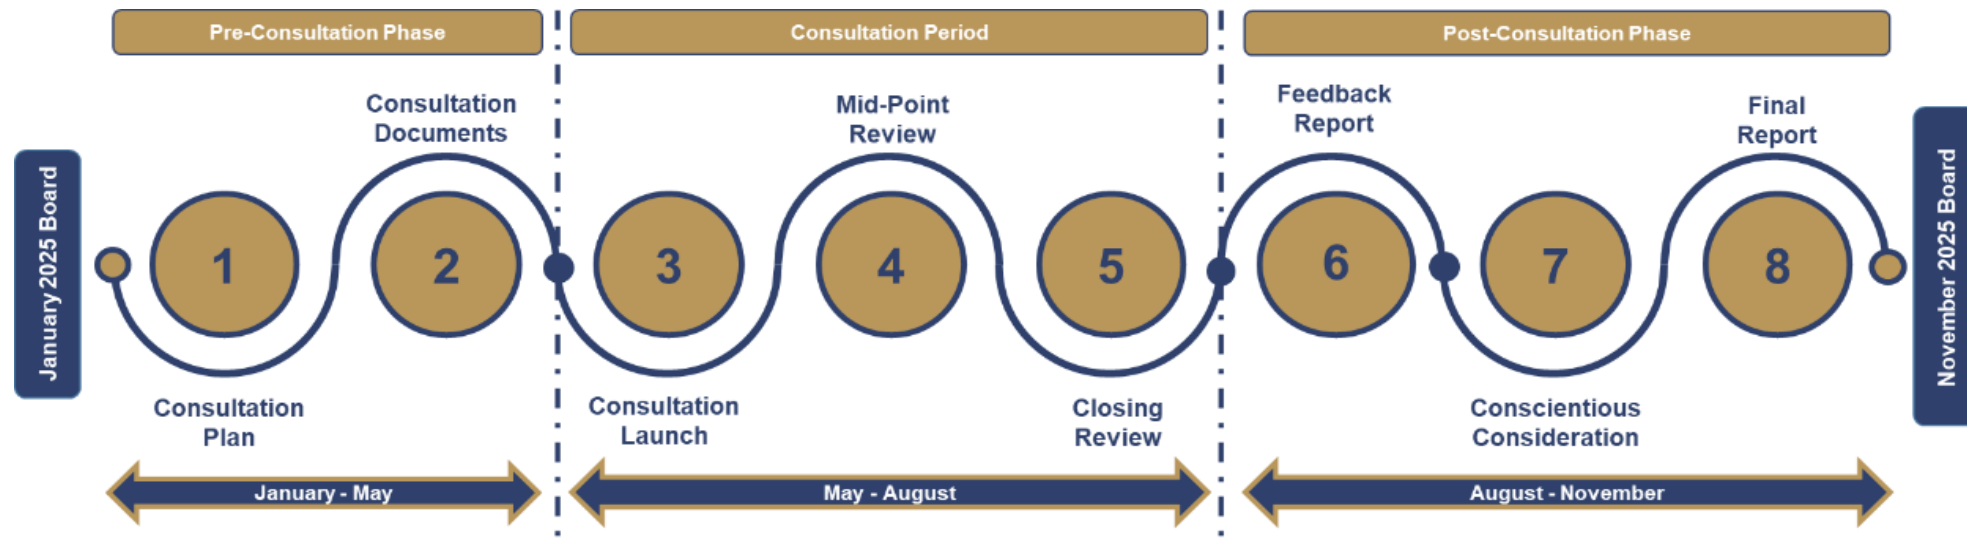 Pre-Consultation Phase
Consultation Period
Post-Consultation Phase
January 2025 Board
Consultation
Documents
Mid-Point
Review
Feedback
Report
Final
Report
1
2
3
4
5
6
7
8
Consultation
Plan
Consultation
Launch
Closing
Review
Conscientious
Consideration
November 2025 Board
January - May
May - August
August - November